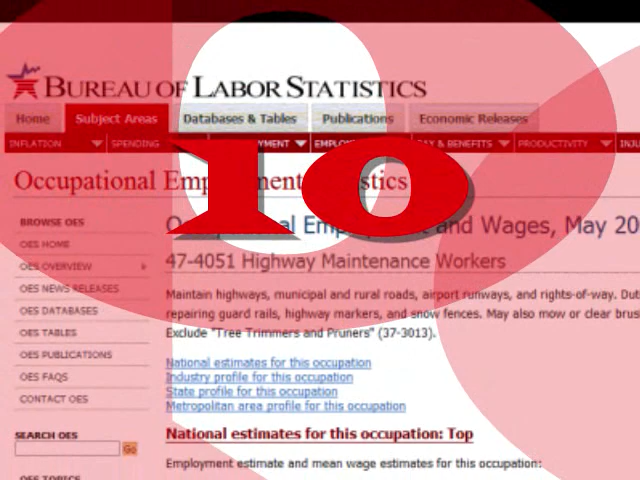 BUREAU OF LABOR STATISTICS
Home Subject Areas Databases & Tables Publications Economic Releases
INFLATION SPENDING & BENEFITS PRODUCTIVITY
10
Occupational
and Wages, May 20
BROWSE OES
OES HOME
OES OVERVIEW
OES NEWS RELEASES
OES DATABASES
OES TABLES
OES PUBLICATIONS
OES FAQS
CONTACT OES
SEARCH OES
Go
OES TOPICS
47-4051 Highway Maintenance Workers
Maintain highways, municipal and rural roads, airport runways, and rights-of-way.
repairing guard rails, highway markers, and snow fences. May also mow or clear
Exclude "Tree Trimmers and Pruners" (37-3013).
National estimates for this occupation
Industry profile for this occupation
State profile for this occupation
Metropolitan area profile for this occupation
National estimates for this occupation: Top
Employment estimate and mean wage estimates for this occupation: